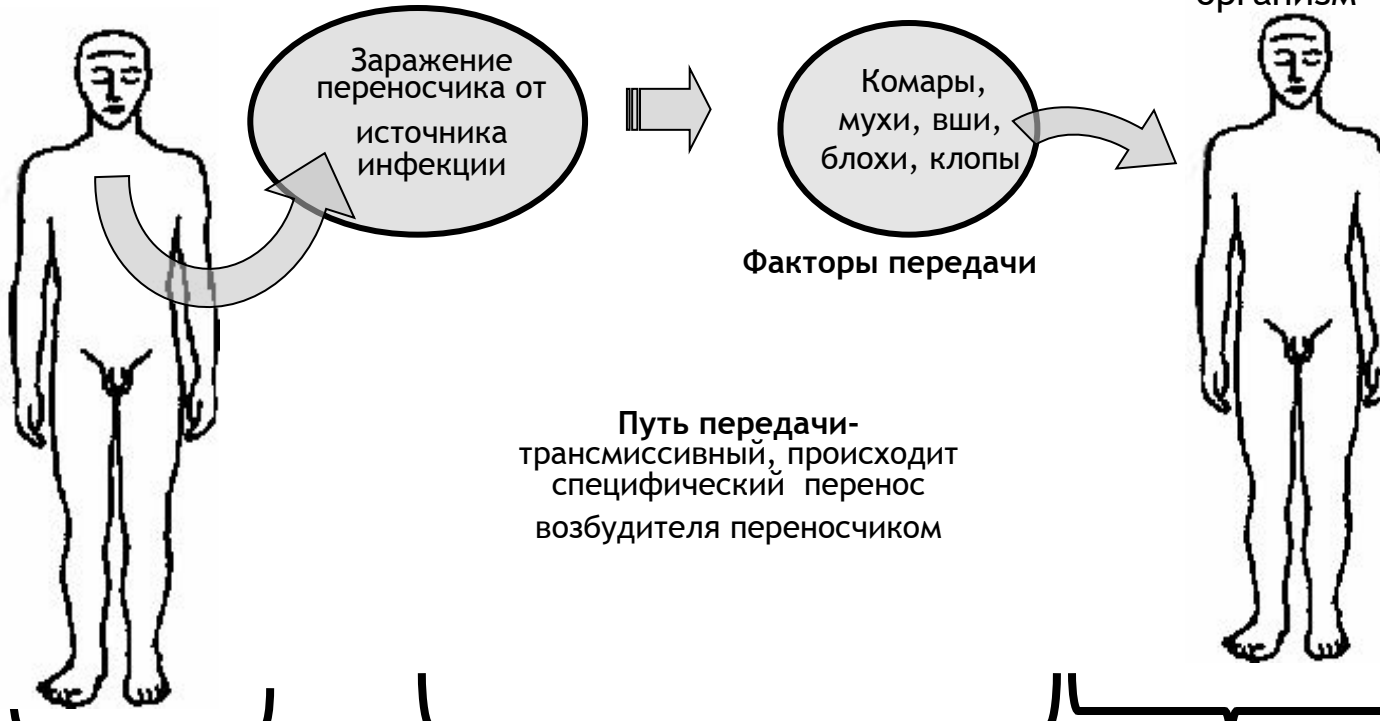 организм
Заражение
переносчика от
источника
инфекции
Комары,
мухи, вши,
блохи, клопы
Факторы передачи
Путь передачи-
трансмиссивный, происходит
специфический перенос
возбудителя переносчиком